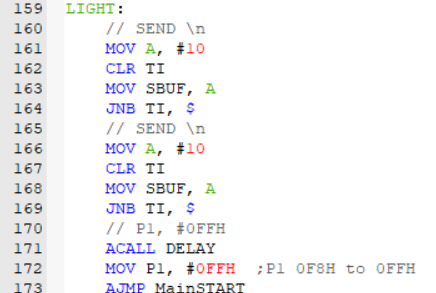 159 LIGHT:
160 // SEND \n
161 MOV A, #10
162 CLR TI
163 MOV SBUF, A
164 JNB TI, $
165 // SEND \n
166 MOV A, #10
167 CLR TI
168 MOV SBUF, A
169 JNB TI, $
170 // P1, #0FFH
171 ACALL DELAY
172 MOV P1, #0FFH ;P1 0F8H to 0FFH
173 AJMP MainSTART